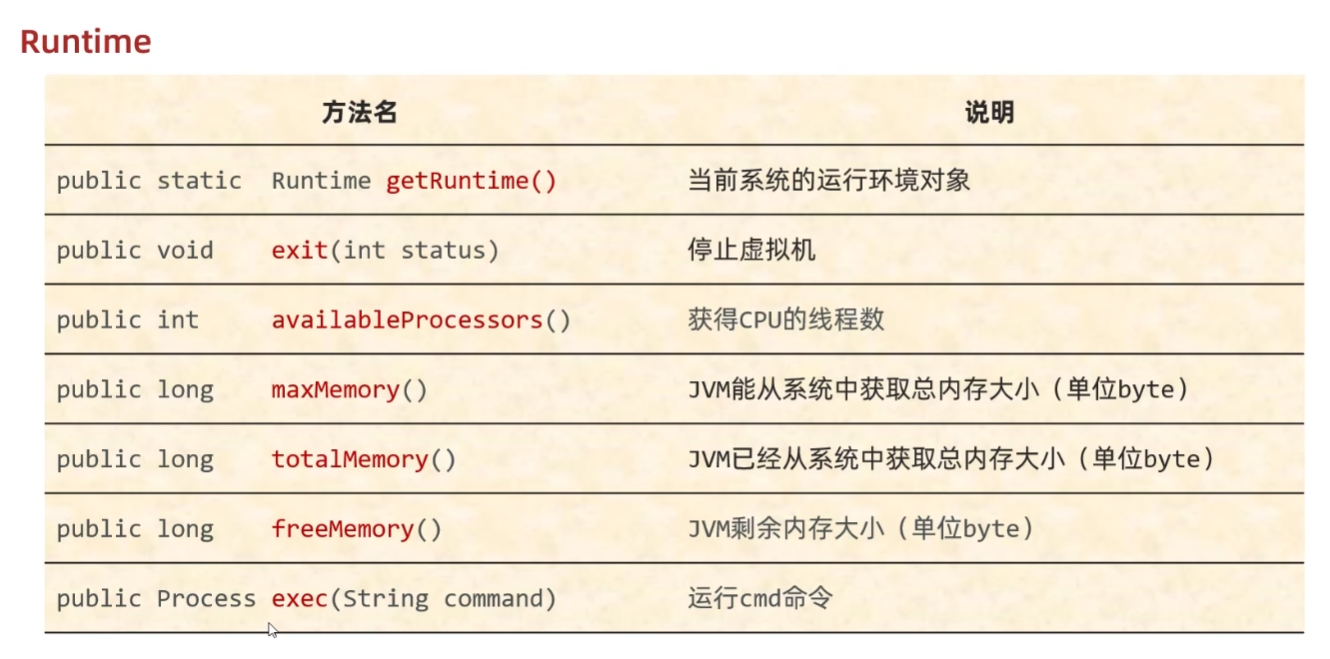 Runtime
方法名 说明
public static Runtime getRuntime() 当前系统的运行环境对象
public void exit(int status) 停止虚拟机
public int availableProcessors() 获得CPU的线程数
public long maxMemory() JVM能从系统中获取总内存大小（单位byte）
public long totalMemory() JVM已经从系统中获取总内存大小（单位byte）
public long freeMemory() JVM剩余内存大小（单位byte）
public Process exec(String command) 运行cmd命令